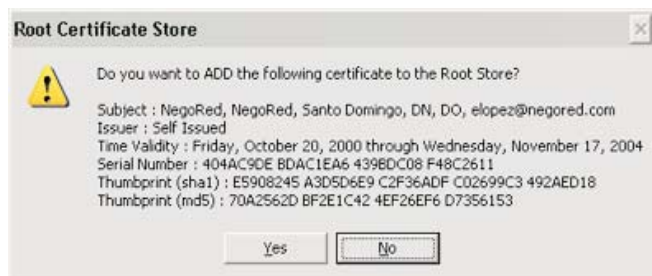 Root Certificate Store
Do you want to ADD the following certificate to the Root Store?
Subject : NegoRed, NegoRed, Santo Domingo, DN, DO, elopez@negored.com
Issuer : Self Issued
Time Validity : Friday, October 20, 2000 through Wednesday, November 17, 2004
Serial Number : 404AC9DE BDAC1EA6 439BDC08 F48C2611
Thumbprint (sha1) : E5908245 A3D5D6E9 C2F36ADF C02699C3 492AED18
Thumbprint (md5) : 70A2562D BF2E1C42 4EF26EF6 D7356153
Yes No